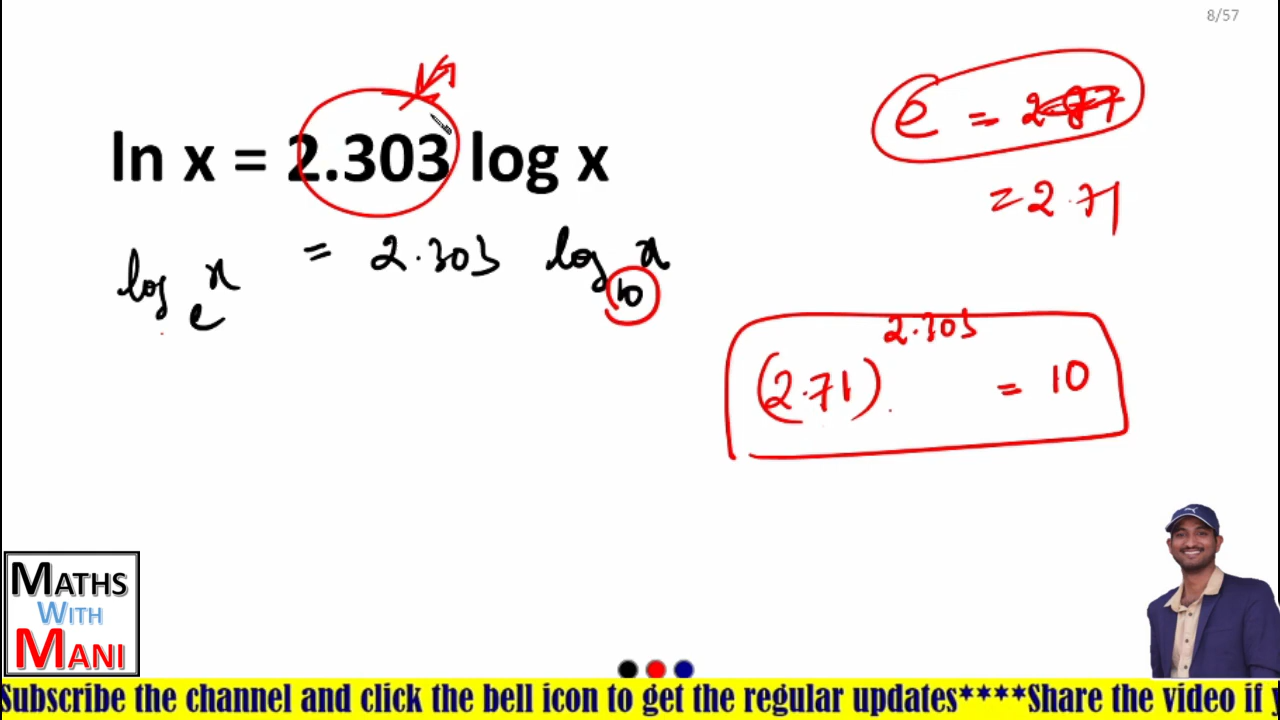 8/57
ln x = 2.303 log x
log e x = 2.303 log 10 x
e =
= 2.71
(2.71)^2.303 = 10
MATHS
WITH
MANI
Subscribe the channel and click the bell icon to get the regular updates****Share the video if y